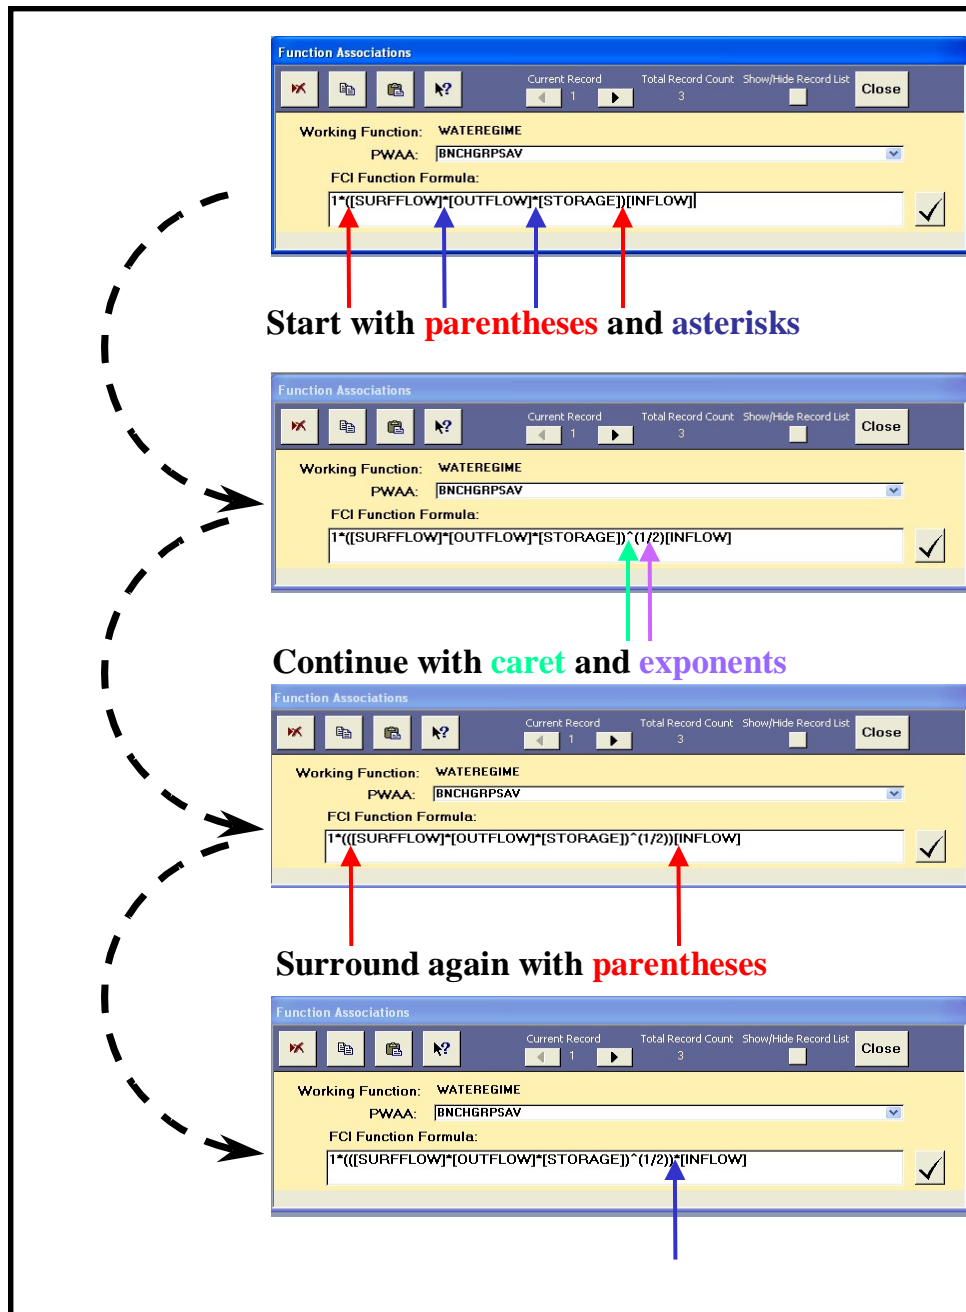 Function Associations
Current Record Total Record Count Show/Hide Record List
1 3 Close
Working Function: WATEREGIME
PWAA: BNCHGRPSAV
FCI Function Formula:
1*([SURFFLOW]*[OUTFLOW]*[STORAGE])[INFLOW]
Start with parentheses and asterisks
Function Associations
Current Record Total Record Count Show/Hide Record List
1 3 Close
Working Function: WATEREGIME
PWAA: BNCHGRPSAV
FCI Function Formula:
1*([SURFFLOW]*[OUTFLOW]*[STORAGE])^(1/2)[INFLOW]
Continue with caret and exponents
Function Associations
Current Record Total Record Count Show/Hide Record List
1 3 Close
Working Function: WATEREGIME
PWAA: BNCHGRPSAV
FCI Function Formula:
1*(([SURFFLOW]*[OUTFLOW]*[STORAGE])^(1/2))[INFLOW]
Surround again with parentheses
Function Associations
Current Record Total Record Count Show/Hide Record List
1 3 Close
Working Function: WATEREGIME
PWAA: BNCHGRPSAV
FCI Function Formula:
1*(([SURFFLOW]*[OUTFLOW]*[STORAGE])^(1/2))*[INFLOW]